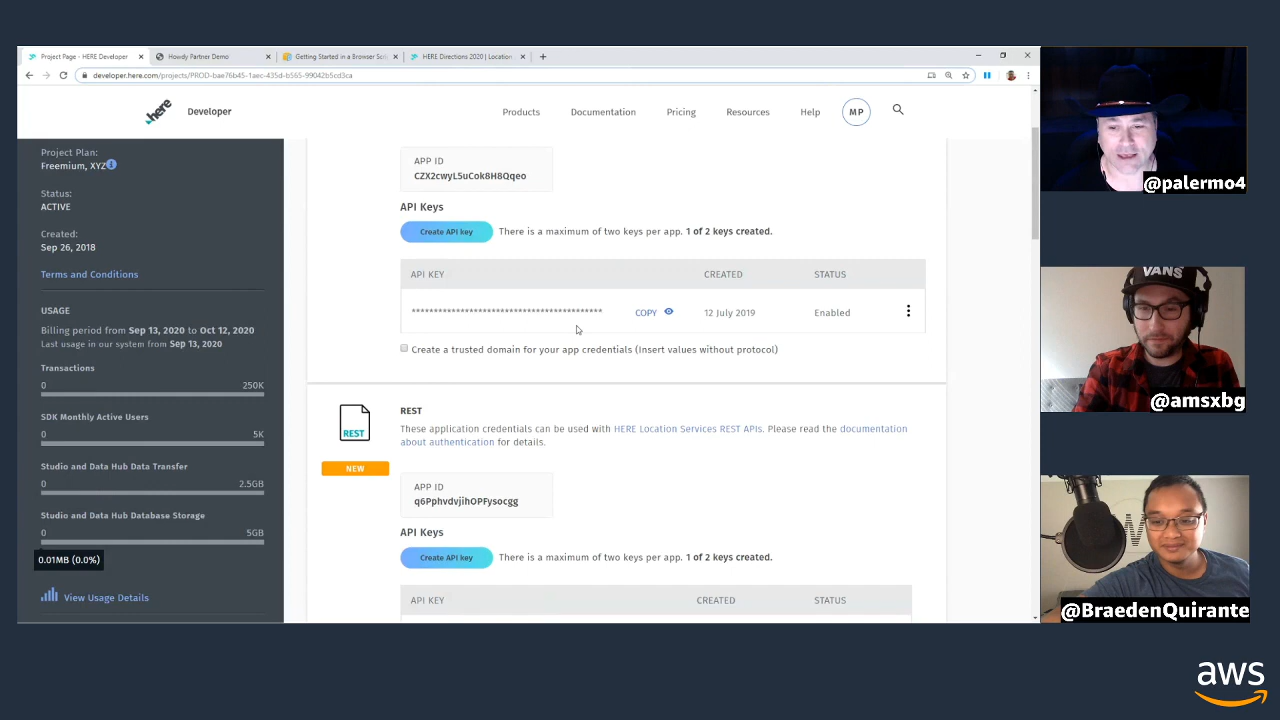 Project Page - HERE Developer
Howdy Partner Demo
Getting Started in a Browser Scri
HERE Directions 2020 | Location
developer.here.com/projects/PROD-bae76b45-1aec-435d-b565-99042b5cd3ca
here
Developer
Products
Documentation
Pricing
Resources
Help
MP
Project Plan:
Freemium, XYZ
Status:
ACTIVE
Created:
Sep 26, 2018
Terms and Conditions
USAGE
Billing period from Sep 13, 2020 to Oct 12, 2020
Last usage in our system from Sep 13, 2020
Transactions
0 250K
SDK Monthly Active Users
0 5K
Studio and Data Hub Data Transfer
0 2.5GB
Studio and Data Hub Database Storage
0 5GB
0.01MB (0.0%)
View Usage Details
APP ID
CZX2cwyL5uCok8H8Qqeo
API Keys
Create API key There is a maximum of two keys per app. 1 of 2 keys created.
API KEY CREATED STATUS
******************************************* COPY 12 July 2019 Enabled
Create a trusted domain for your app credentials (Insert values without protocol)
REST
NEW
REST
These application credentials can be used with HERE Location Services REST APIs. Please read the documentation
about authentication for details.
APP ID
q6PphvdvjihOPFysocgg
API Keys
Create API key There is a maximum of two keys per app. 1 of 2 keys created.
API KEY CREATED STATUS
@palermo4
VANS
@amsxbg
@BraedenQuirante
aws